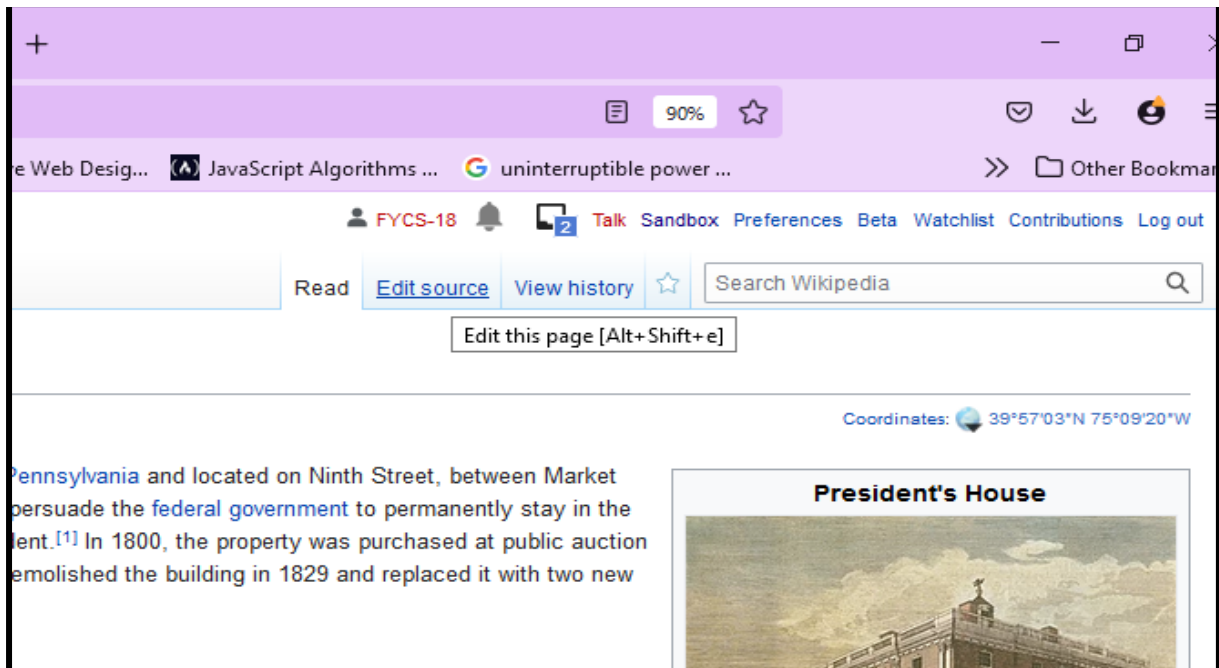 90%
e Web Desig... JavaScript Algorithms ... G uninterruptible power ... Other Bookmar
FYCS-18 2 Talk Sandbox Preferences Beta Watchlist Contributions Log out
Read Edit source View history Search Wikipedia
Edit this page [Alt+Shift+e]
Coordinates: 39°57'03"N 75°09'20"W
Pennsylvania and located on Ninth Street, between Market
persuade the federal government to permanently stay in the
lent.[1] In 1800, the property was purchased at public auction
emolished the building in 1829 and replaced it with two new
President's House